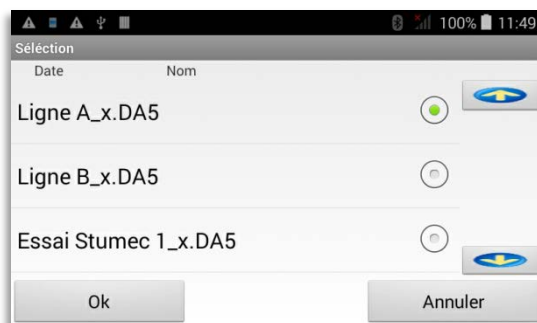 100% 11:49
Séléction
Date Nom
Ligne A_x.DA5
Ligne B_x.DA5
Essai Stumec 1_x.DA5
Ok Annuler